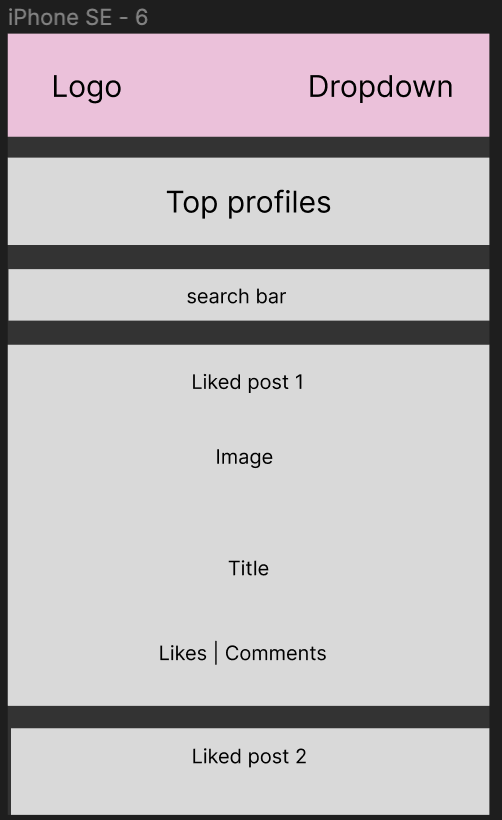 iPhone SE - 6
Logo Dropdown
Top profiles
search bar
Liked post 1
Image
Title
Likes | Comments
Liked post 2